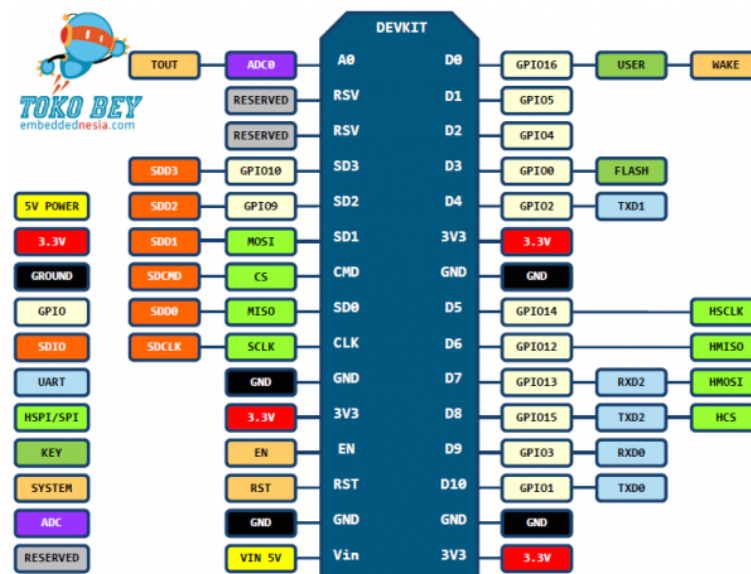 DEVKIT
TOUT ADC0 A0 D0 GPIO16 USER WAKE
RESERVED RSV D1 GPIO5
TOKO BEY
embeddednesia.com
RESERVED RSV D2 GPIO4
SDD3 GPIO10 SD3 D3 GPIO0 FLASH
5V POWER SDD2 GPIO9 SD2 D4 GPIO2 TXD1
3.3V SDD1 MOSI SD1 3V3 3.3V
GROUND SDCMD CS CMD GND GND
GPIO SDD0 MISO SD0 D5 GPIO14 HSCLK
SDIO SDCLK SCLK CLK D6 GPIO12 HMISO
UART GND GND D7 GPIO13 RXD2 HMOSI
HSPI/SPI 3.3V 3V3 D8 GPIO15 TXD2 HCS
KEY EN EN D9 GPIO3 RXD0
SYSTEM RST RST D10 GPIO1 TXD0
ADC GND GND GND GND
RESERVED VIN 5V Vin 3V3 3.3V